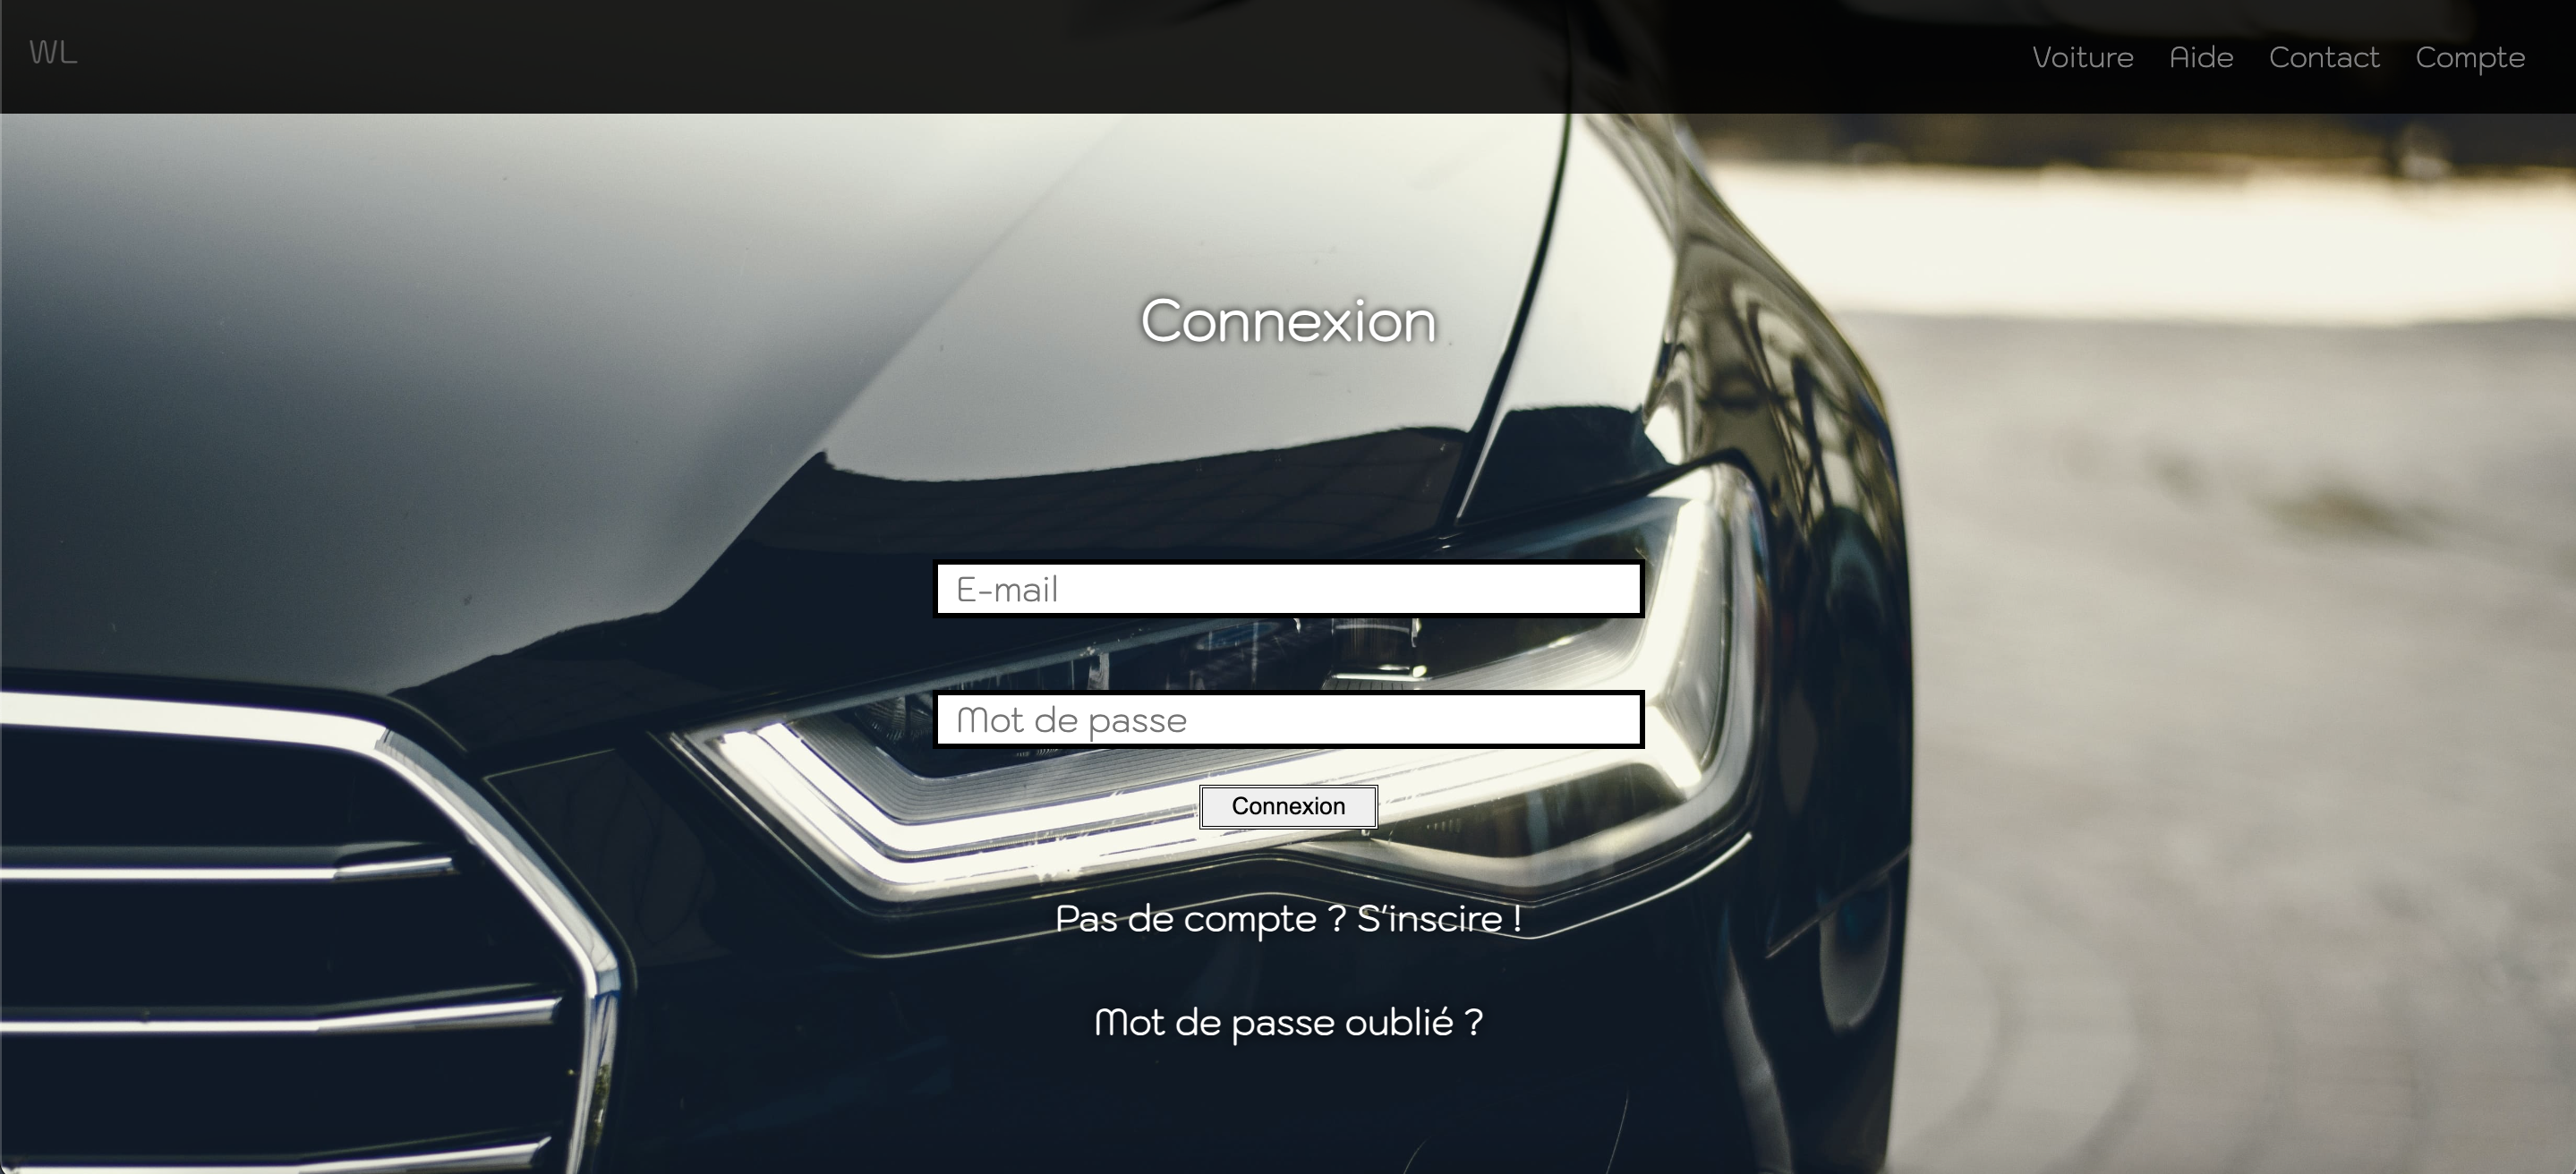 WL
Voiture Aide Contact Compte
Connexion
E-mail
Mot de passe
Connexion
Pas de compte ? S'inscire !
Mot de passe oublié ?